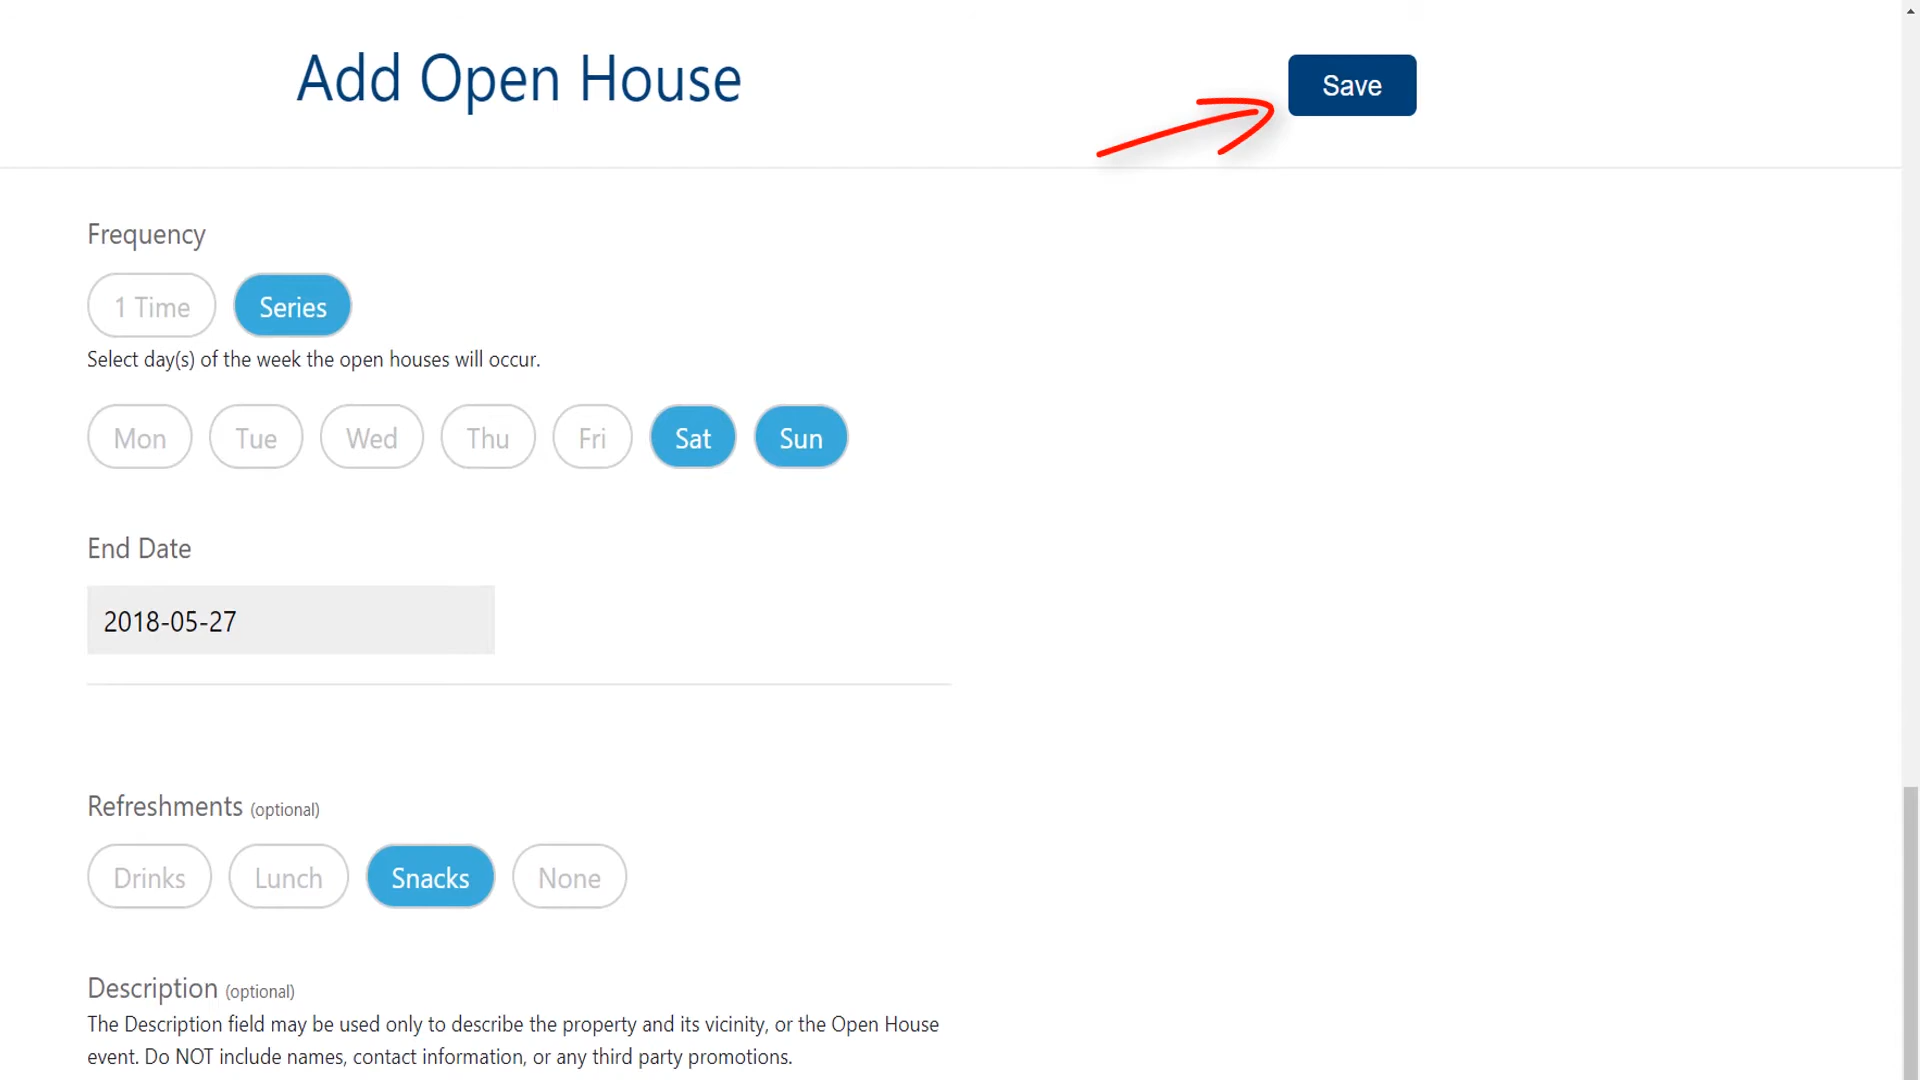 Add Open House
Save
Frequency
1 Time Series
Select day(s) of the week the open houses will occur.
Mon Tue Wed Thu Fri Sat Sun
End Date
2018-05-27
Refreshments (optional)
Drinks Lunch Snacks None
Description (optional)
The Description field may be used only to describe the property and its vicinity, or the Open House
event. Do NOT include names, contact information, or any third party promotions.